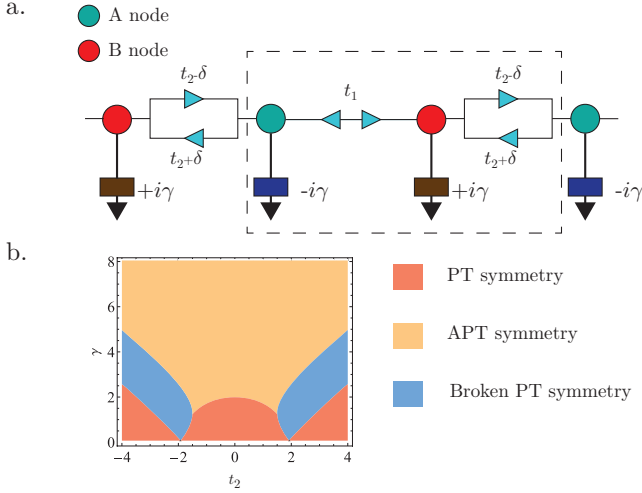 a.
A node
B node
t₂-δ
t₁
t₂-δ
t₂+δ
t₂+δ
+iγ
-iγ
+iγ
-iγ
b.
8
6
4
2
0
γ
−4
−2
0
2
4
t₂
PT symmetry
APT symmetry
Broken PT symmetry